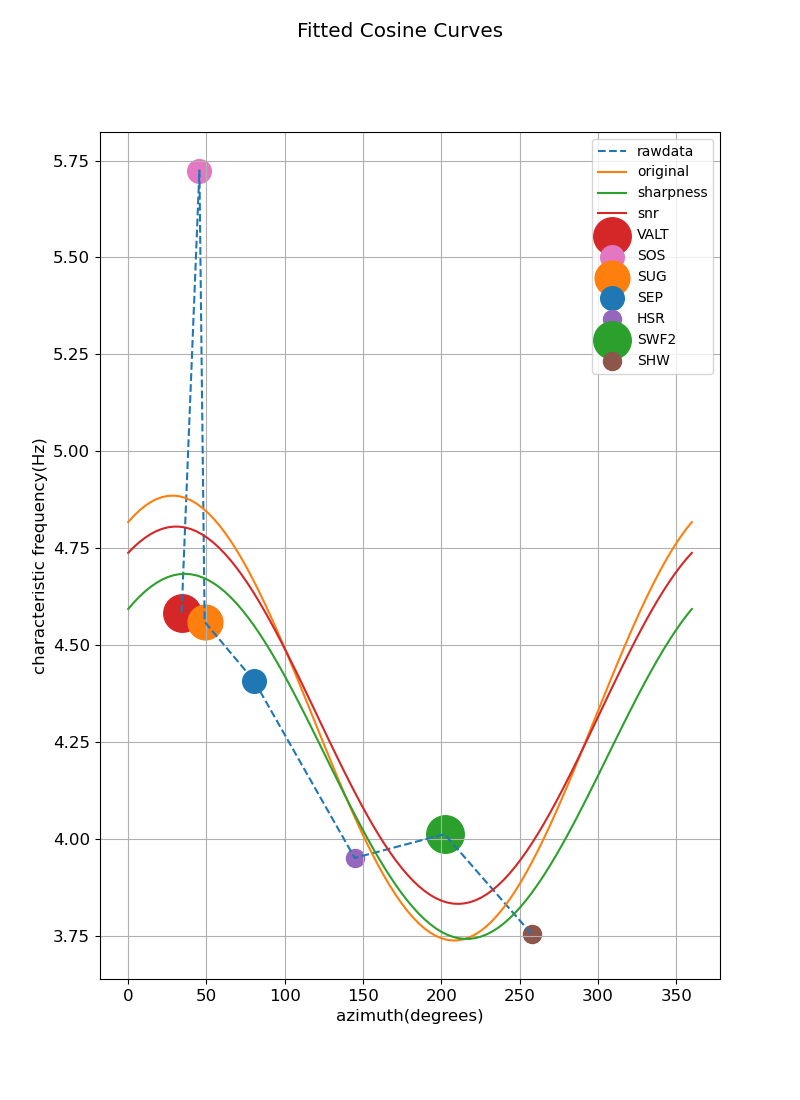 Fitted Cosine Curves
rawdata
original
sharpness
snr
VALT
SOS
SUG
SEP
HSR
SWF2
SHW
characteristic frequency(Hz)
5.75
5.50
5.25
5.00
4.75
4.50
4.25
4.00
3.75
0 50 100 150 200 250 300 350
azimuth(degrees)